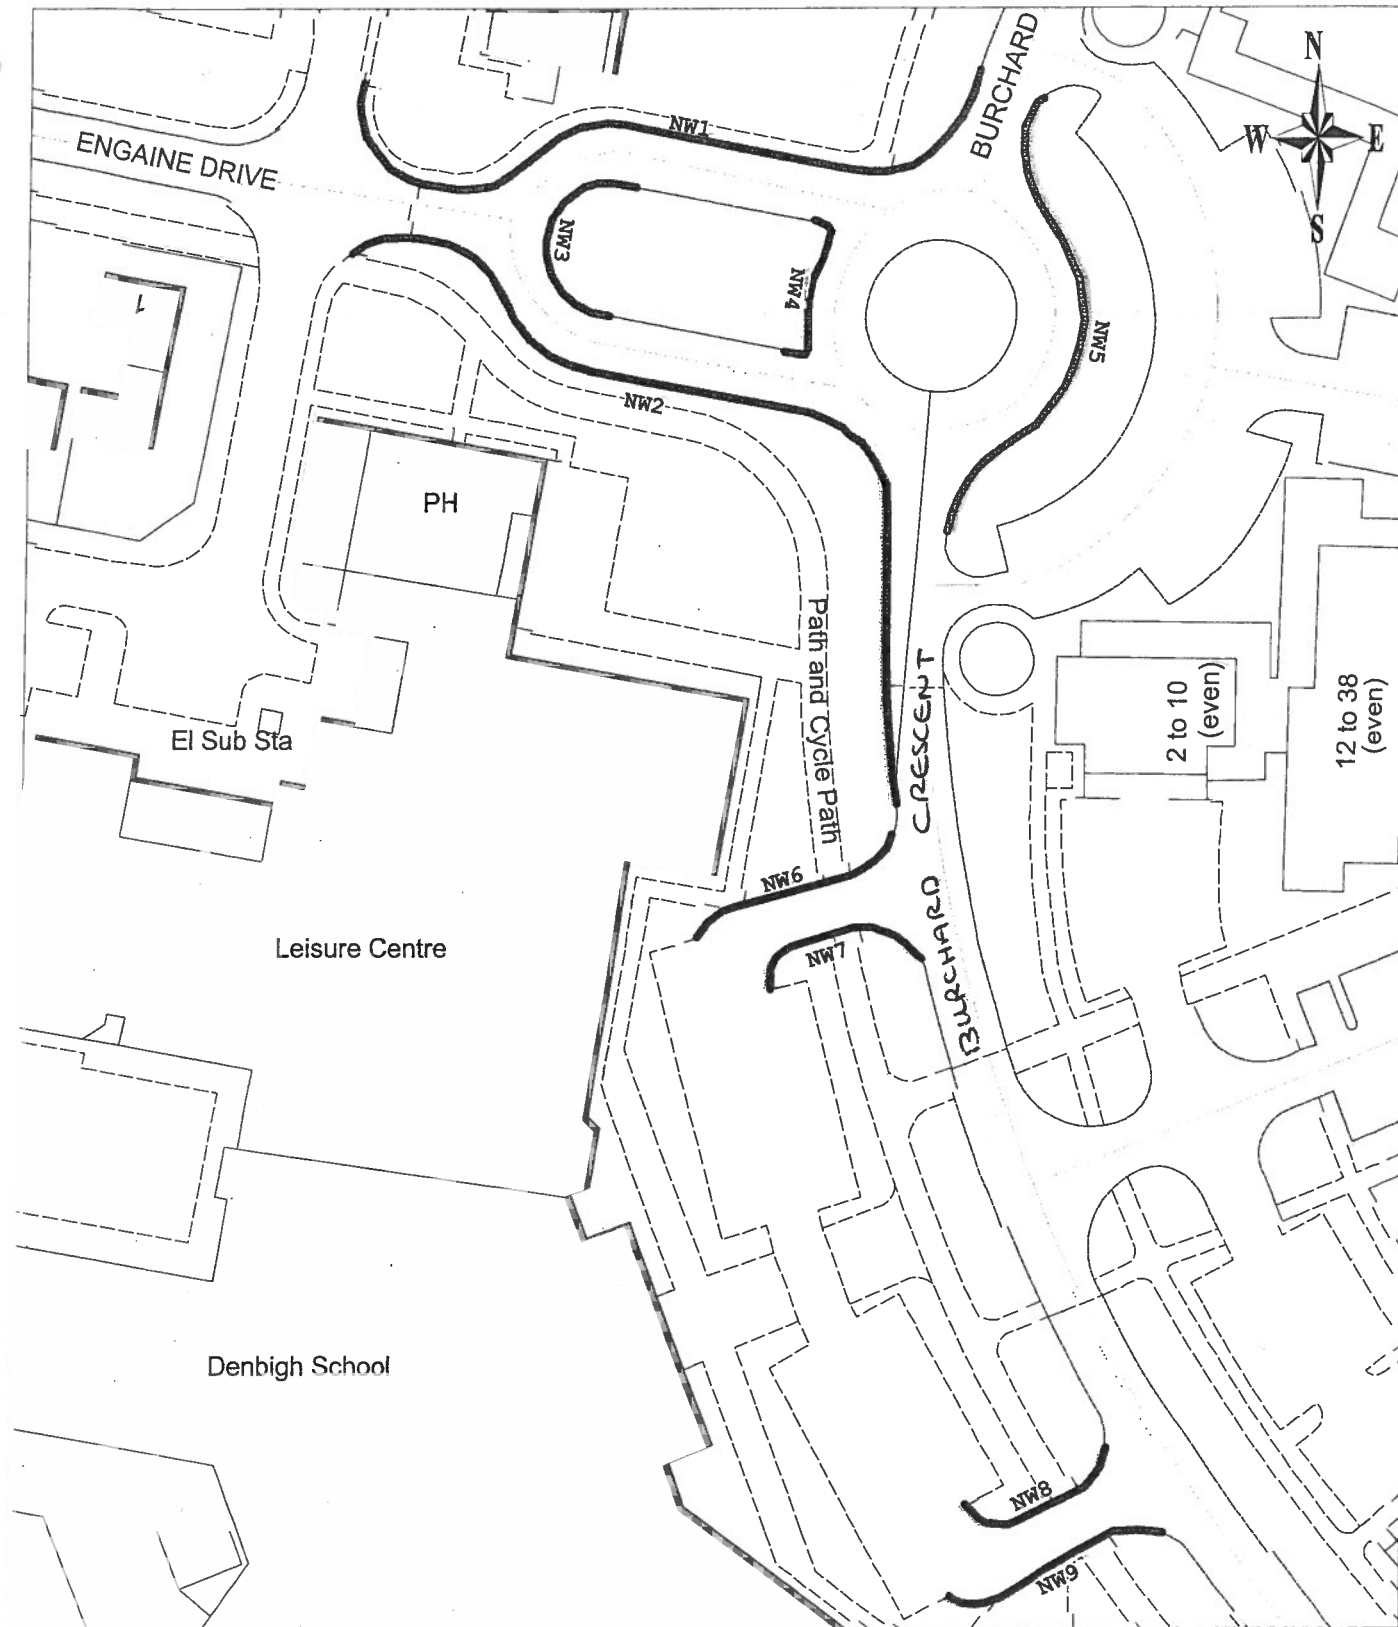 N
W E
S
BURCHARD
NW1
ENGAINE DRIVE
NW3
NW4
1
NW5
NW2
PH
Path and Cycle Path
CRESCENT
2 to 10
(even)
12 to 38
(even)
El Sub Sta
NW6
BURCHARD
Leisure Centre
NW7
Denbigh School
NW8
NW9